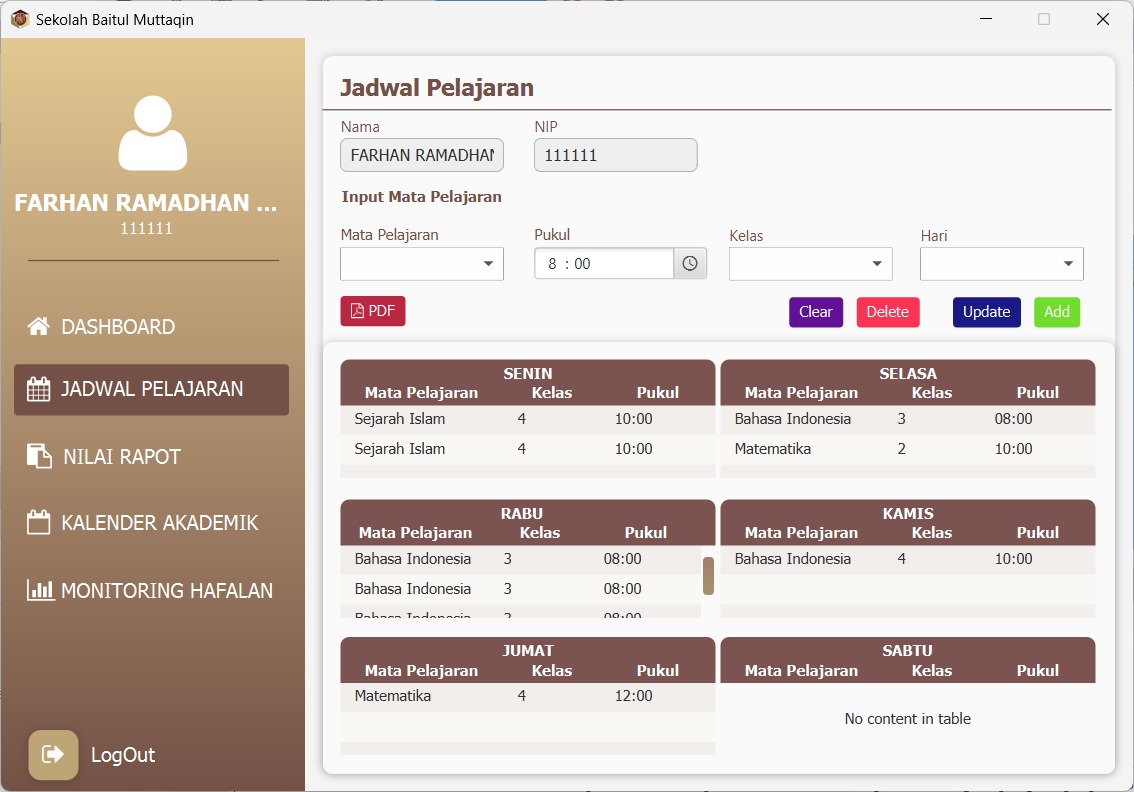 Sekolah Baitul Muttaqin
FARHAN RAMADHAN ...
111111
DASHBOARD
JADWAL PELAJARAN
NILAI RAPOT
KALENDER AKADEMIK
MONITORING HAFALAN
LogOut
Jadwal Pelajaran
Nama NIP
FARHAN RAMADHAN 111111
Input Mata Pelajaran
Mata Pelajaran Pukul Kelas Hari
8 : 00
PDF Clear Delete Update Add
SENIN
Mata Pelajaran Kelas Pukul
Sejarah Islam 4 10:00
Sejarah Islam 4 10:00
SELASA
Mata Pelajaran Kelas Pukul
Bahasa Indonesia 3 08:00
Matematika 2 10:00
RABU
Mata Pelajaran Kelas Pukul
Bahasa Indonesia 3 08:00
Bahasa Indonesia 3 08:00
Bahasa Indonesia 3 08:00
KAMIS
Mata Pelajaran Kelas Pukul
Bahasa Indonesia 4 10:00
JUMAT
Mata Pelajaran Kelas Pukul
Matematika 4 12:00
SABTU
Mata Pelajaran Kelas Pukul
No content in table